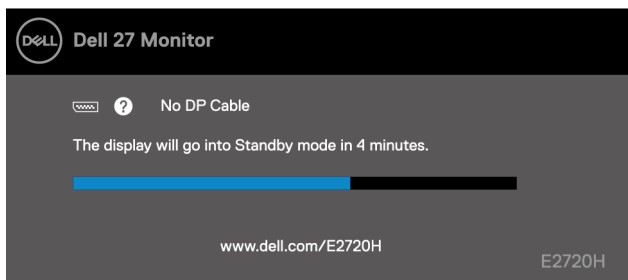 DELL
Dell 27 Monitor
? No DP Cable
The display will go into Standby mode in 4 minutes.
www.dell.com/E2720H
E2720H